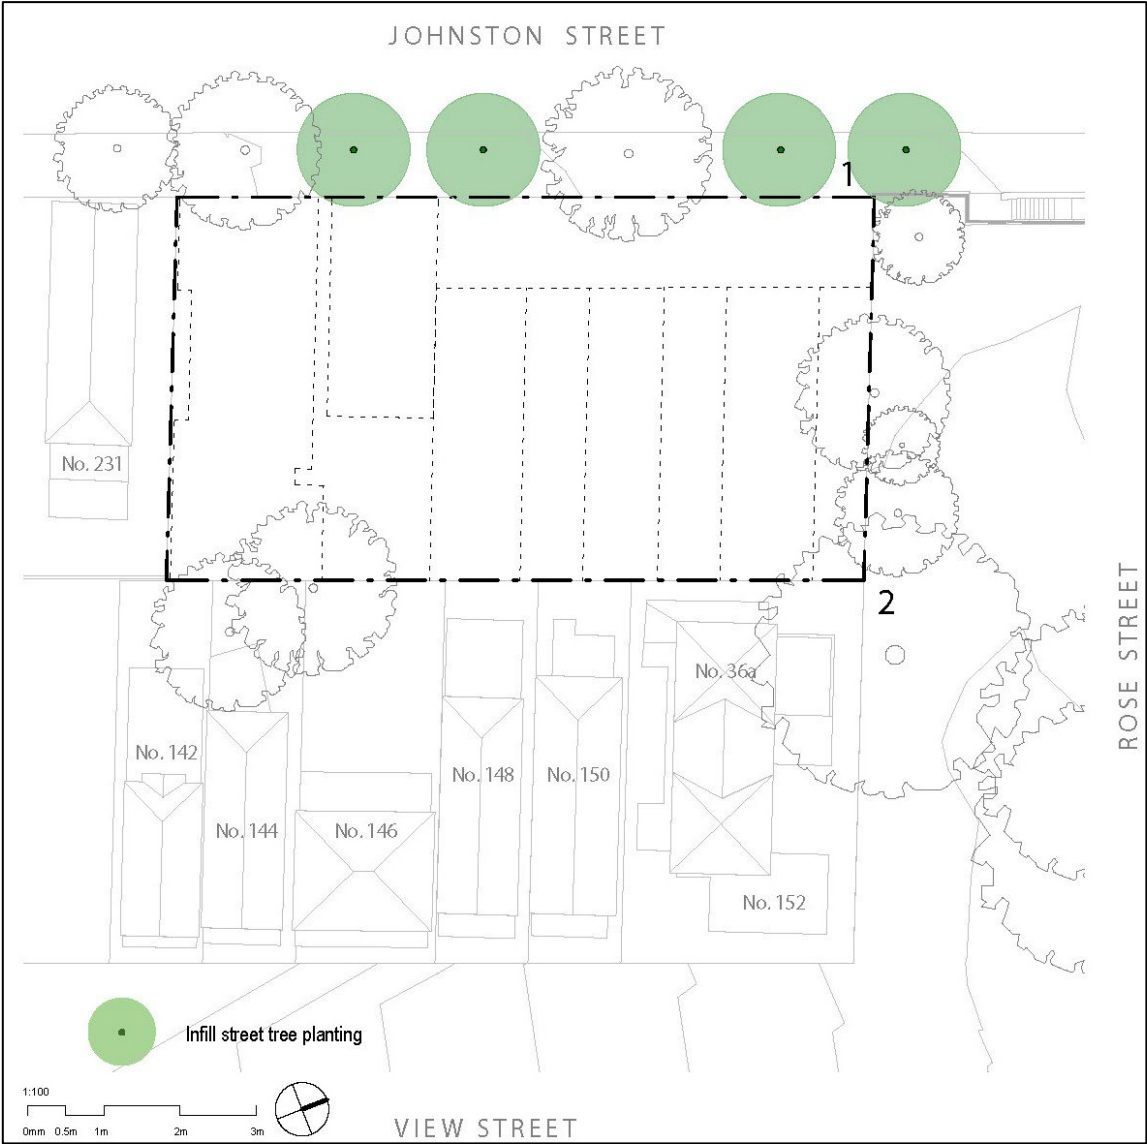 JOHNSTON STREET
1
No. 231
2
ROSE STREET
No. 36a
No. 142
No. 148
No. 150
No. 144
No. 146
No. 152
Infill street tree planting
1:100
0mm 0.5m 1m 2m 3m
VIEW STREET